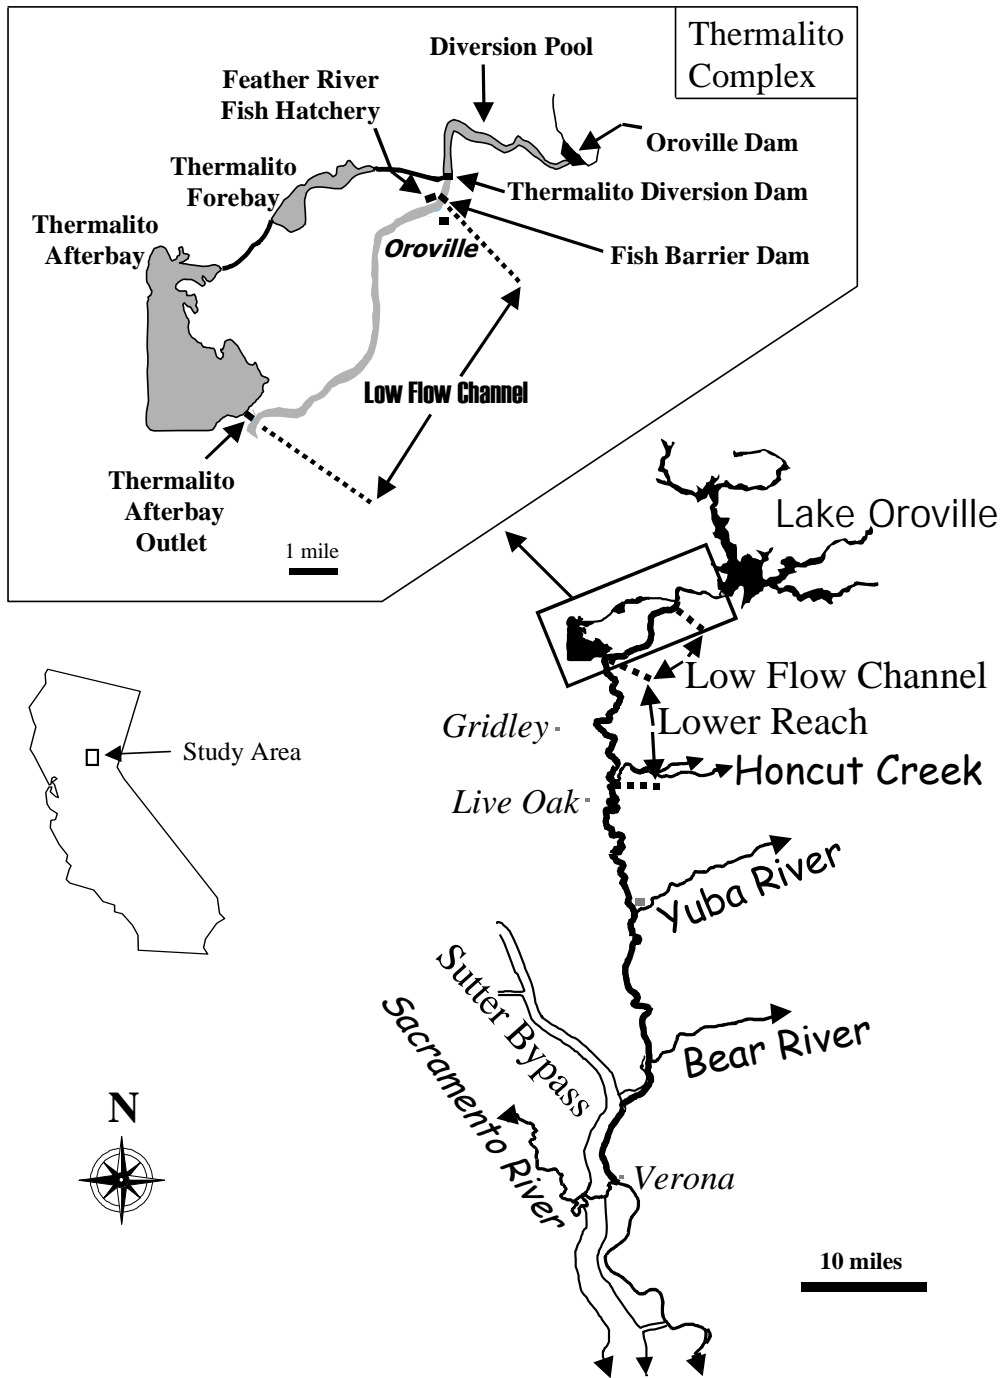 Thermalito
Complex
Diversion Pool
Feather River
Fish Hatchery
Oroville Dam
Thermalito
Forebay
Thermalito Diversion Dam
Thermalito
Afterbay
Oroville
Fish Barrier Dam
Low Flow Channel
Thermalito
Afterbay
Outlet
1 mile
Lake Oroville
Low Flow Channel
Lower Reach
Gridley
Study Area
Honcut Creek
Live Oak
Yuba River
Sutter Bypass
Sacramento River
Bear River
N
Verona
10 miles